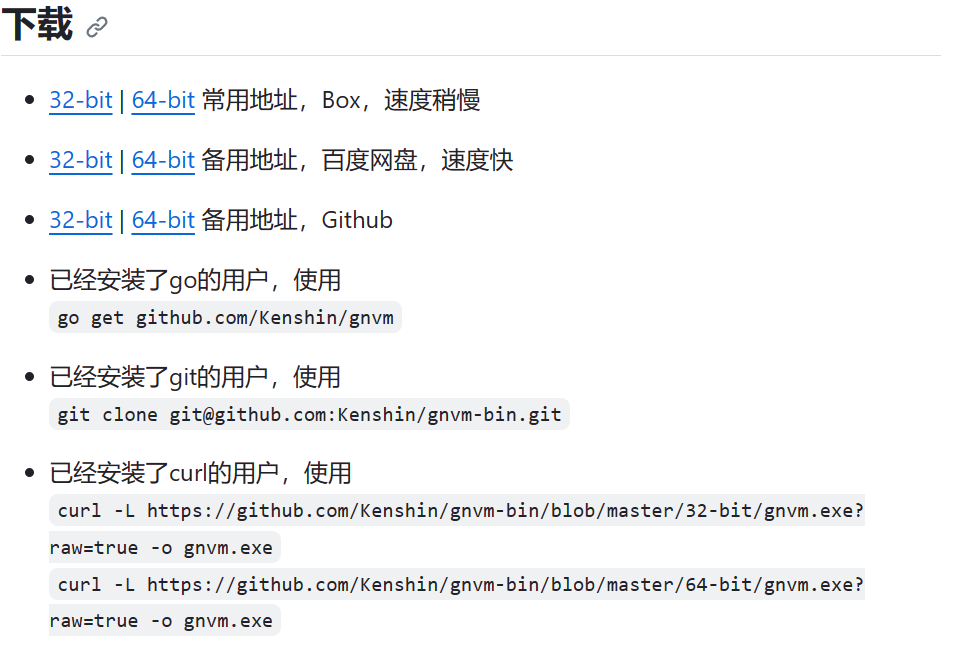 下载
32-bit | 64-bit 常用地址，Box，速度稍慢
32-bit | 64-bit 备用地址，百度网盘，速度快
32-bit | 64-bit 备用地址，Github
已经安装了go的用户，使用
go get github.com/Kenshin/gnvm
已经安装了git的用户，使用
git clone git@github.com:Kenshin/gnvm-bin.git
已经安装了curl的用户，使用
curl -L https://github.com/Kenshin/gnvm-bin/blob/master/32-bit/gnvm.exe?
raw=true -o gnvm.exe
curl -L https://github.com/Kenshin/gnvm-bin/blob/master/64-bit/gnvm.exe?
raw=true -o gnvm.exe